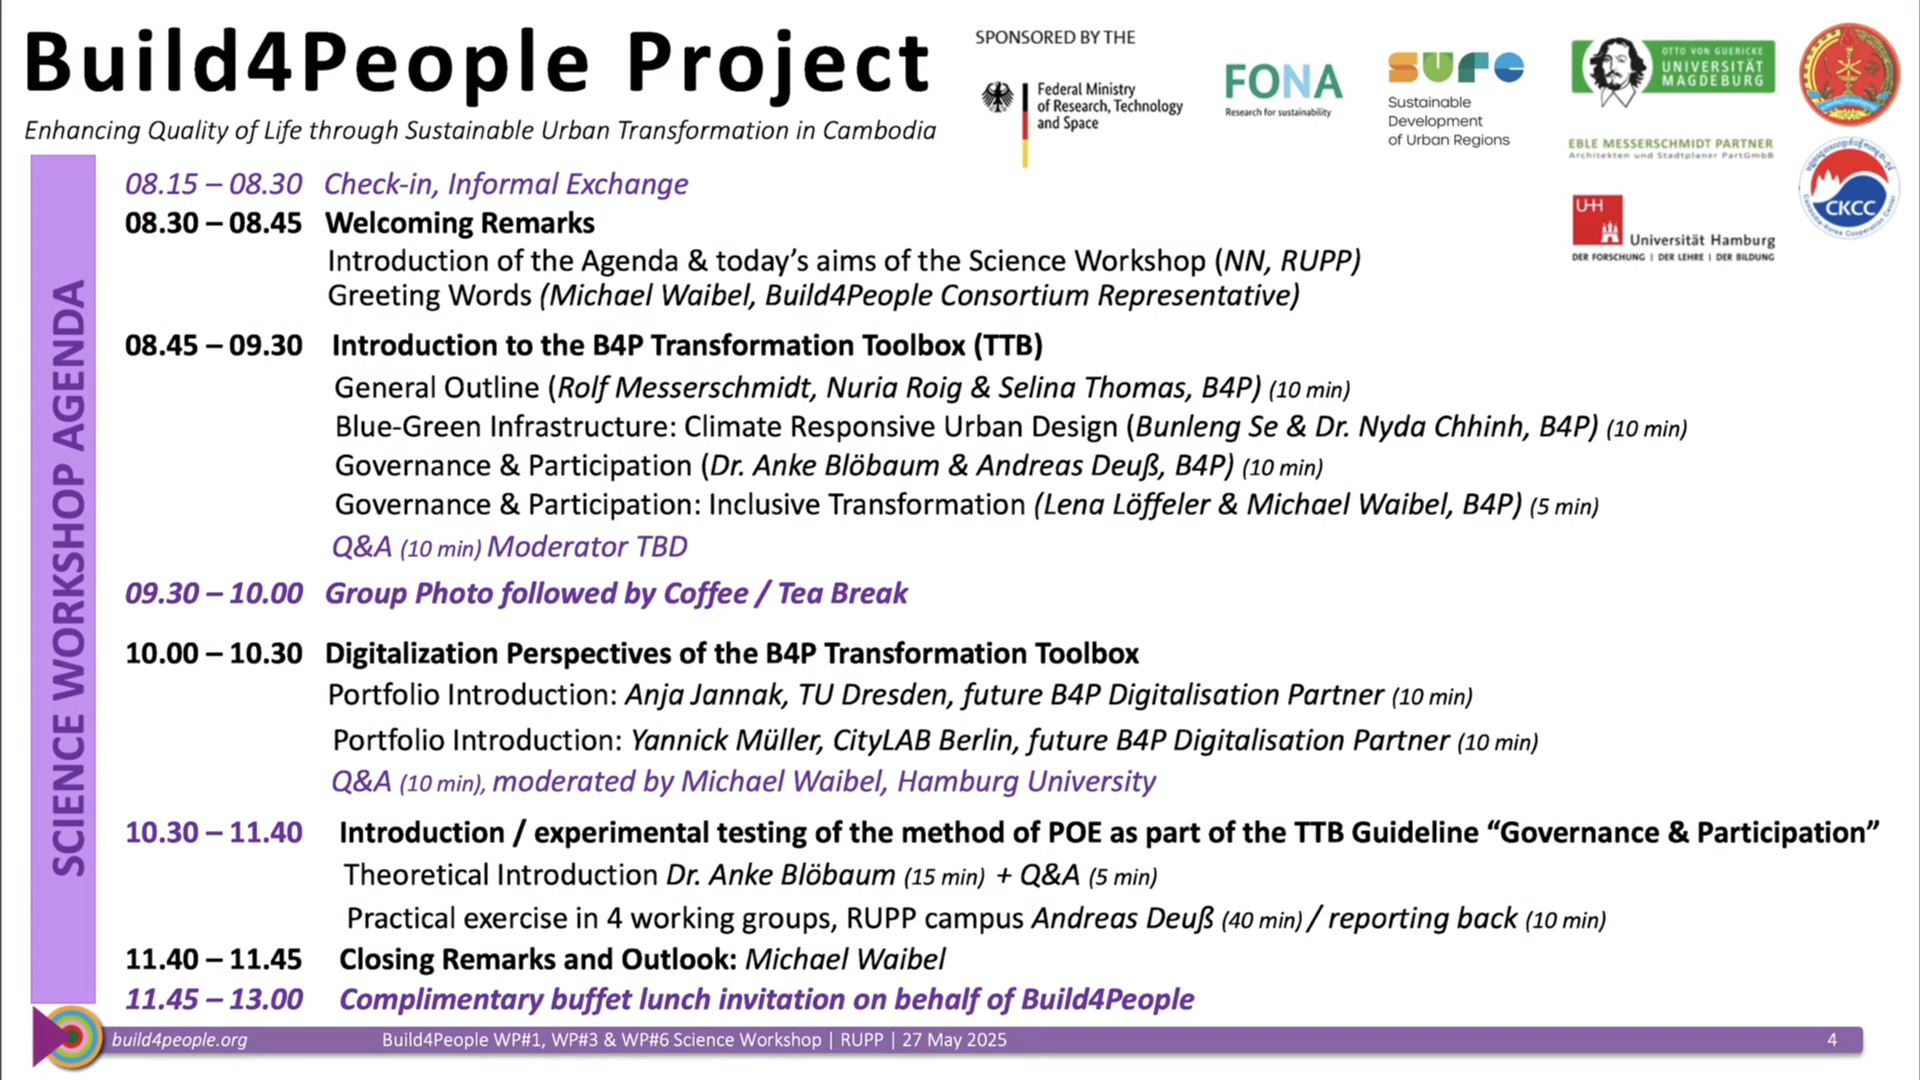 Build4People Project
Enhancing Quality of Life through Sustainable Urban Transformation in Cambodia
SPONSORED BY THE
Federal Ministry
of Research, Technology
and Space
FONA
Research for sustainability
sure
Sustainable
Development
of Urban Regions
OTTO VON GUERICKE
UNIVERSITÄT
MAGDEBURG
EBLE MESSERSCHMIDT PARTNER
Architekten und Stadtplaner PartGmbB
UHH
Universität Hamburg
DER FORSCHUNG | DER LEHRE | DER BILDUNG
CKCC
Cambodia-Korea Cooperation Center
SCIENCE WORKSHOP AGENDA
08.15 – 08.30 Check-in, Informal Exchange
08.30 – 08.45 Welcoming Remarks
Introduction of the Agenda & today’s aims of the Science Workshop (NN, RUPP)
Greeting Words (Michael Waibel, Build4People Consortium Representative)
08.45 – 09.30 Introduction to the B4P Transformation Toolbox (TTB)
General Outline (Rolf Messerschmidt, Nuria Roig & Selina Thomas, B4P) (10 min)
Blue-Green Infrastructure: Climate Responsive Urban Design (Bunleng Se & Dr. Nyda Chhinh, B4P) (10 min)
Governance & Participation (Dr. Anke Blöbaum & Andreas Deuß, B4P) (10 min)
Governance & Participation: Inclusive Transformation (Lena Löffeler & Michael Waibel, B4P) (5 min)
Q&A (10 min) Moderator TBD
09.30 – 10.00 Group Photo followed by Coffee / Tea Break
10.00 – 10.30 Digitalization Perspectives of the B4P Transformation Toolbox
Portfolio Introduction: Anja Jannak, TU Dresden, future B4P Digitalisation Partner (10 min)
Portfolio Introduction: Yannick Müller, CityLAB Berlin, future B4P Digitalisation Partner (10 min)
Q&A (10 min), moderated by Michael Waibel, Hamburg University
10.30 – 11.40 Introduction / experimental testing of the method of POE as part of the TTB Guideline “Governance & Participation”
Theoretical Introduction Dr. Anke Blöbaum (15 min) + Q&A (5 min)
Practical exercise in 4 working groups, RUPP campus Andreas Deuß (40 min) / reporting back (10 min)
11.40 – 11.45 Closing Remarks and Outlook: Michael Waibel
11.45 – 13.00 Complimentary buffet lunch invitation on behalf of Build4People
build4people.org
Build4People WP#1, WP#3 & WP#6 Science Workshop | RUPP | 27 May 2025
4